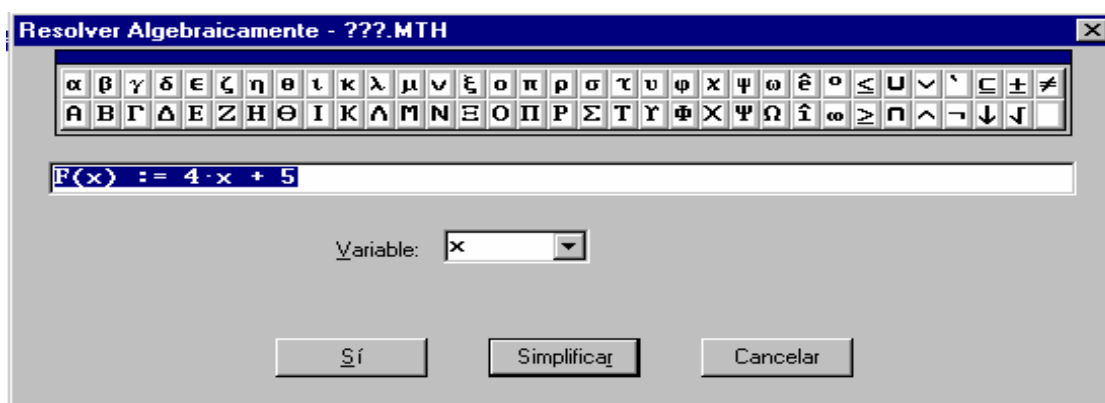 Resolver Algebraicamente - ???.MTH
α β γ δ ε ζ η θ ι κ λ μ ν ξ ο π ρ σ τ υ φ χ ψ ω ê º ≤ ∪ ∨ ` ⊆ ± ≠
Α Β Γ Δ Ε Ζ Η Θ Ι Κ Λ Μ Ν Ξ Ο Π Ρ Σ Τ Υ Φ Χ Ψ Ω î ∞ ≥ ∩ ∧ ¬ ↓ √
F(x) := 4·x + 5
Variable: x
Sí Simplificar Cancelar